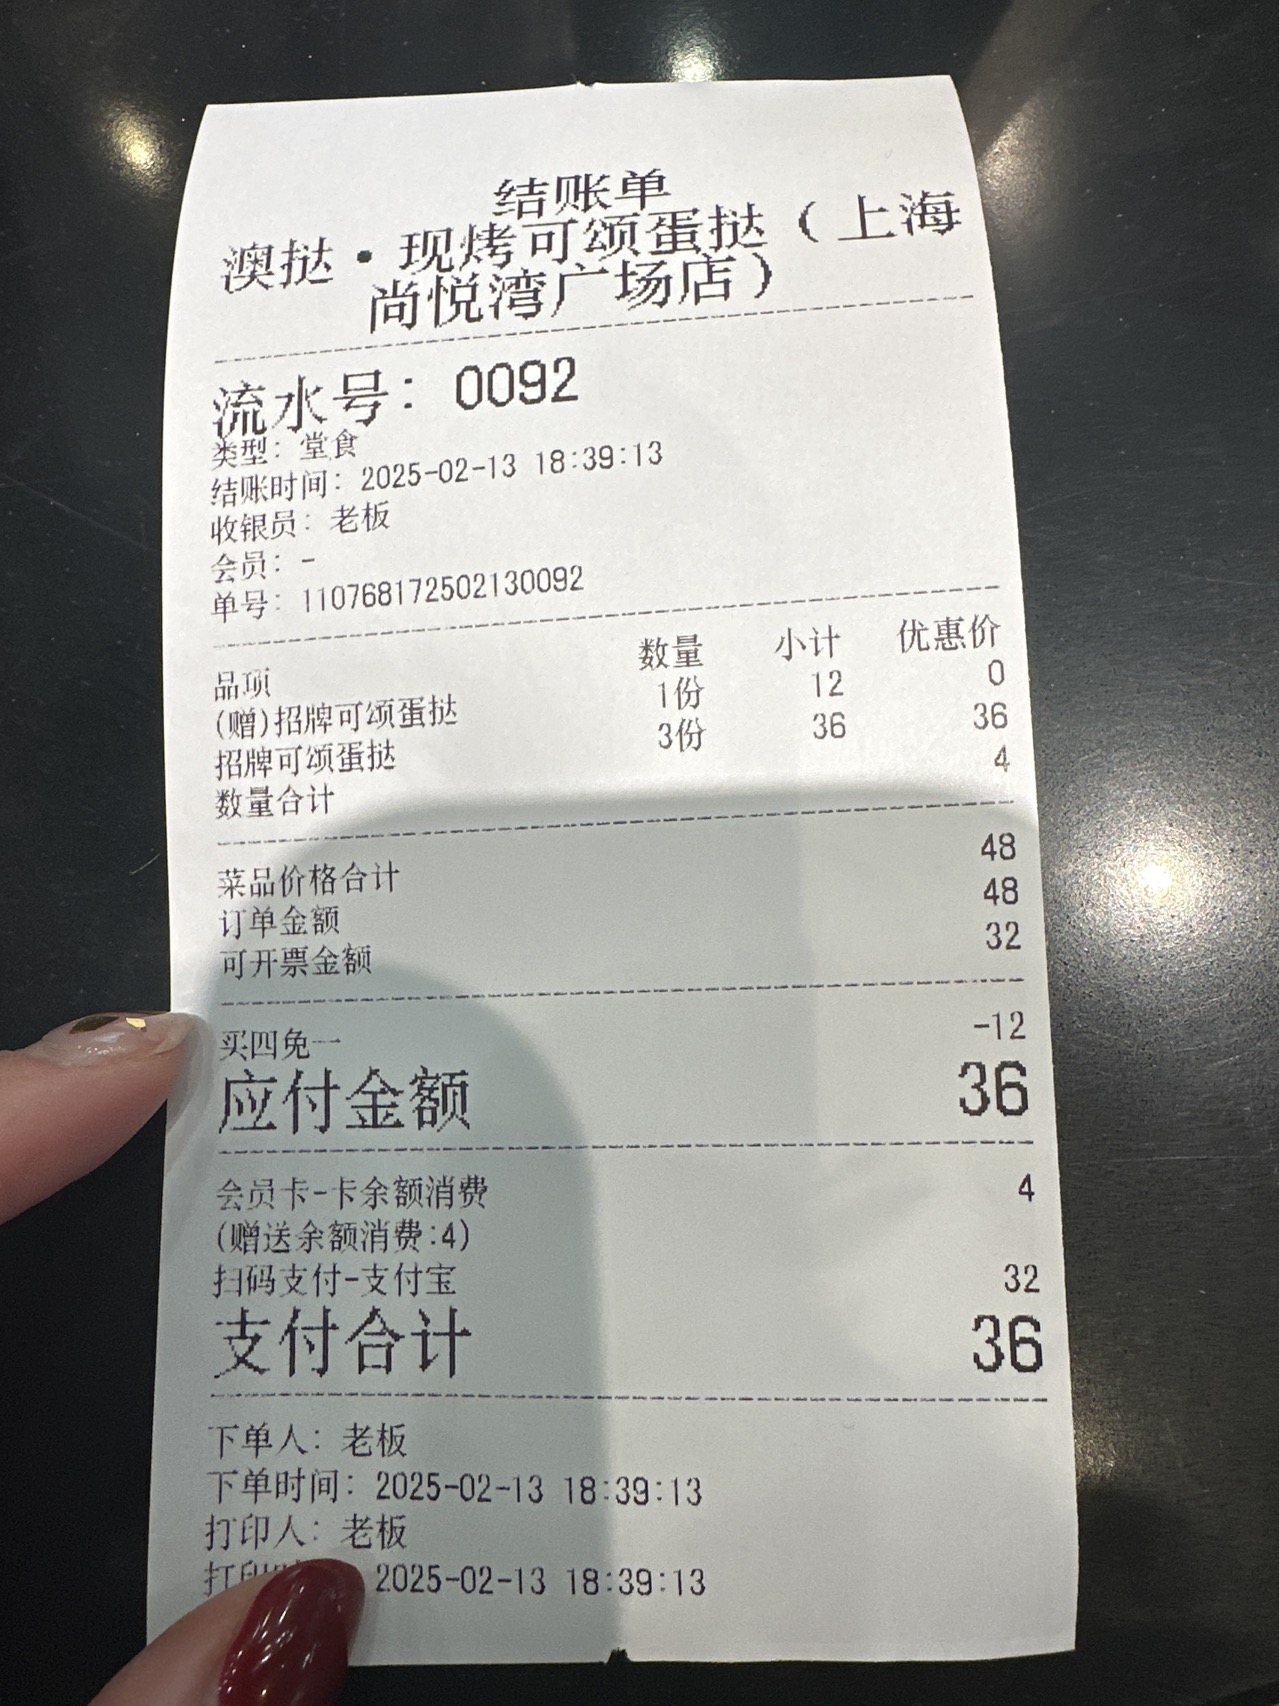 结账单
澳挞·现烤可颂蛋挞（上海
尚悦湾广场店）
流水号：0092
类型：堂食
结账时间：2025-02-13 18:39:13
收银员：老板
会员：-
单号：110768172502130092
品项 数量 小计 优惠价
(赠)招牌可颂蛋挞 1份 12 0
招牌可颂蛋挞 3份 36 36
数量合计 4
菜品价格合计 48
订单金额 48
可开票金额 32
买四免一 -12
应付金额 36
会员卡-卡余额消费 4
(赠送余额消费:4)
扫码支付-支付宝 32
支付合计 36
下单人：老板
下单时间：2025-02-13 18:39:13
打印人：老板
打印 2025-02-13 18:39:13